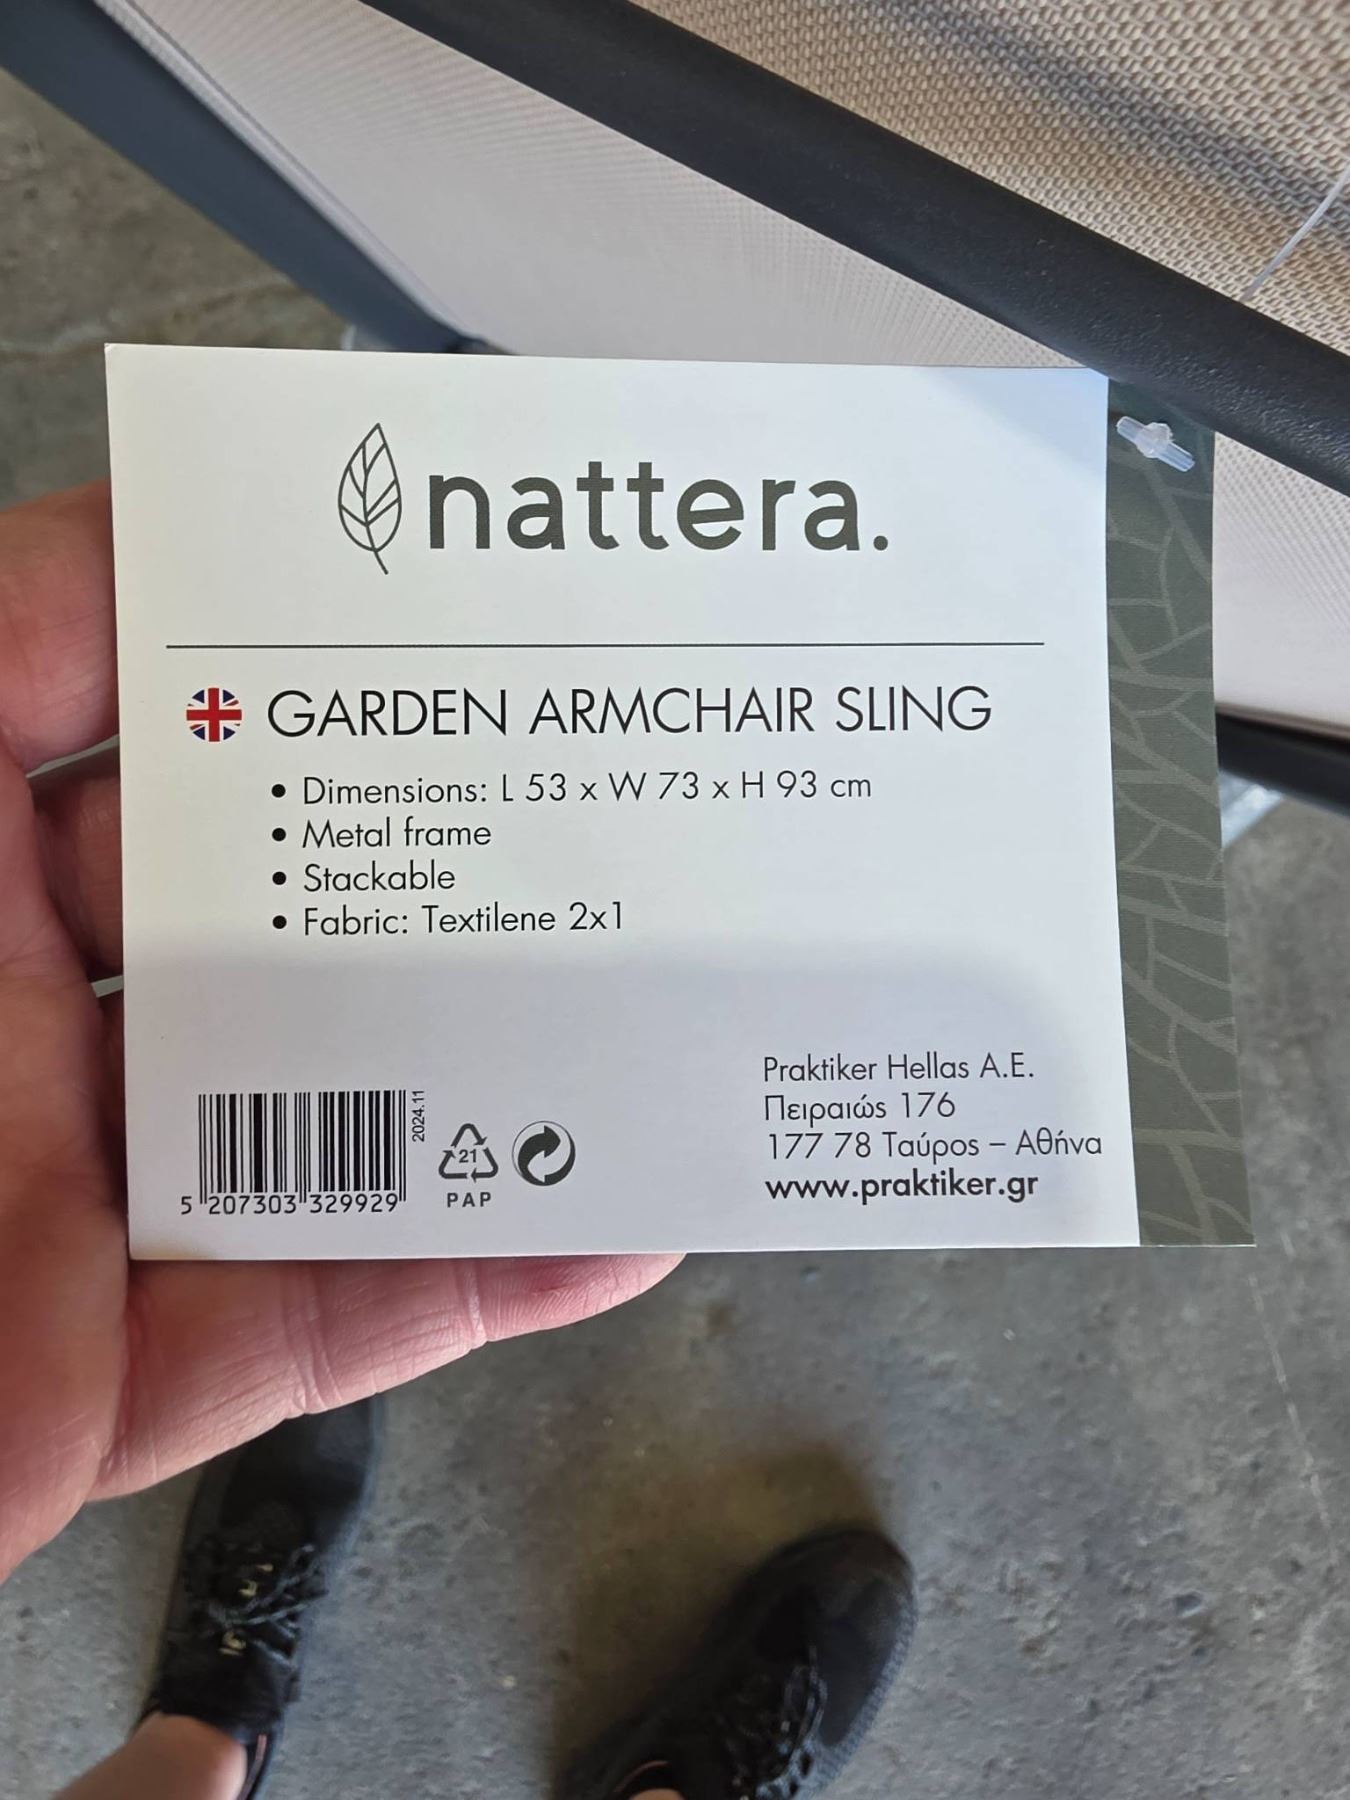 nattera.
GARDEN ARMCHAIR SLING
• Dimensions: L 53 x W 73 x H 93 cm
• Metal frame
• Stackable
• Fabric: Textilene 2x1
2024.11
5 207303 329929
21
PAP
Praktiker Hellas A.E.
Πειραιώς 176
177 78 Ταύρος – Αθήνα
www.praktiker.gr